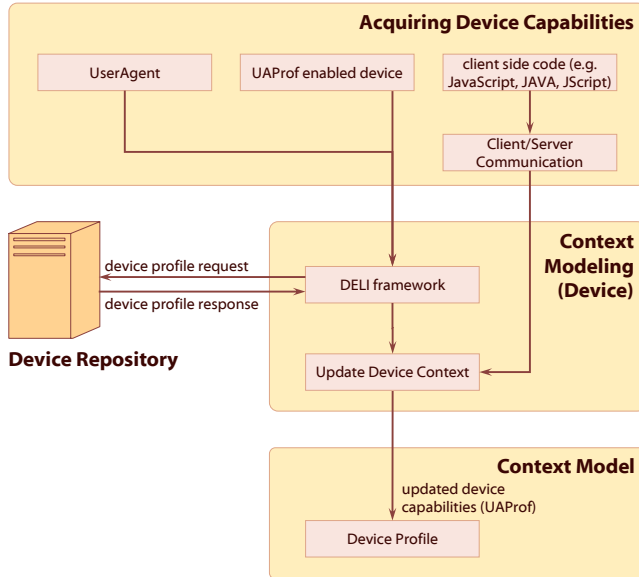 Acquiring Device Capabilities
UserAgent
UAProf enabled device
client side code (e.g.
JavaScript, JAVA, JScript)
Client/Server
Communication
Context
Modeling
(Device)
device profile request
DELI framework
device profile response
Device Repository
Update Device Context
Context Model
updated device
capabilities (UAProf)
Device Profile